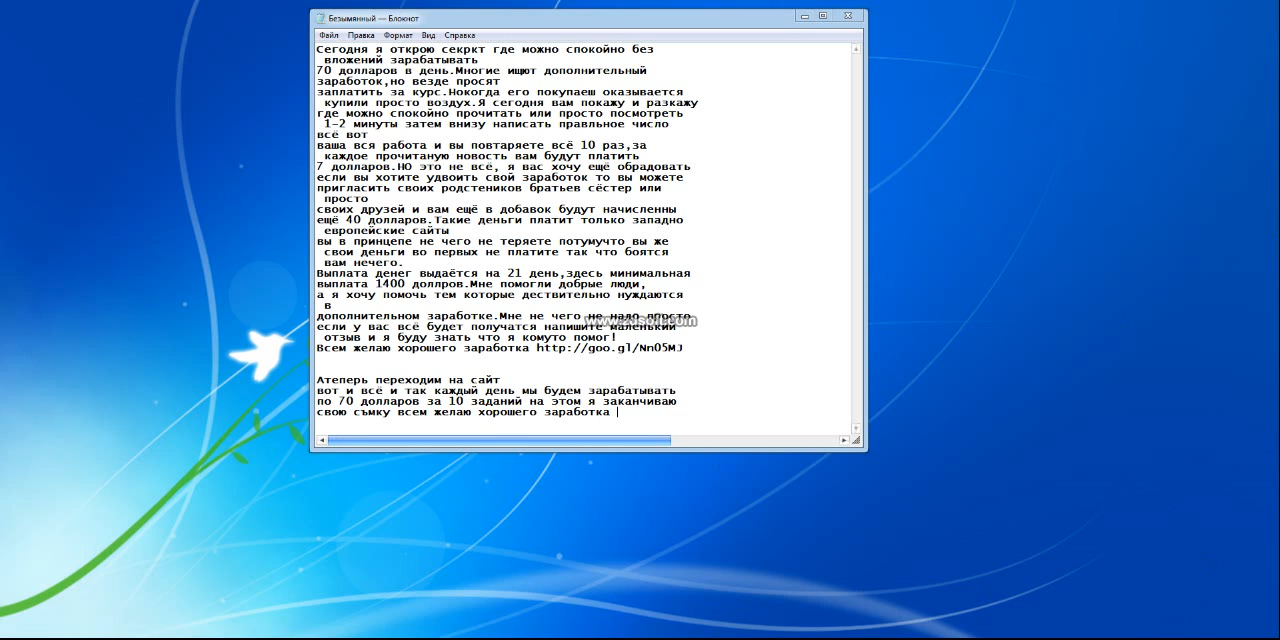 Безымянный — Блокнот
Файл Правка Формат Вид Справка
Сегодня я открою секркт где можно спокойно без
вложений зарабатывать
70 долларов в день.Многие ищют дополнительный
заработок,но везде просят
заплатить за курс.Нокогда его покупаеш оказывается
купили просто воздух.Я сегодня вам покажу и разкажу
где можно спокойно прочитать или просто посмотреть
1-2 минуты затем внизу написать правльное число
всё вот
ваша вся работа и вы повтаряете всё 10 раз,за
каждое прочитаную новость вам будут платить
7 долларов.НО это не всё, я вас хочу ещё обрадовать
если вы хотите удвоить свой заработок то вы можете
пригласить своих родстеников братьев сёстер или
просто
своих друзей и вам ещё в добавок будут начисленны
ещё 40 долларов.Такие деньги платит только западно
европейские сайты
вы в принцепе не чего не теряете потумучто вы же
свои деньги во первых не платите так что боятся
вам нечего.
Выплата денег выдаётся на 21 день,здесь минимальная
выплата 1400 доллров.Мне помогли добрые люди,
а я хочу помочь тем которые дествительно нуждаются
в
дополнительном заработке.Мне не чего не надо просто
если у вас всё будет получатся напишите маленький
отзыв и я буду знать что я комуто помог!
Всем желаю хорошего заработка http://goo.gl/NnO5MJ
Атеперь переходим на сайт
вот и всё и так каждый день мы будем зарабатывать
по 70 долларов за 10 заданий на этом я заканчиваю
свою съмку всем желаю хорошего заработка